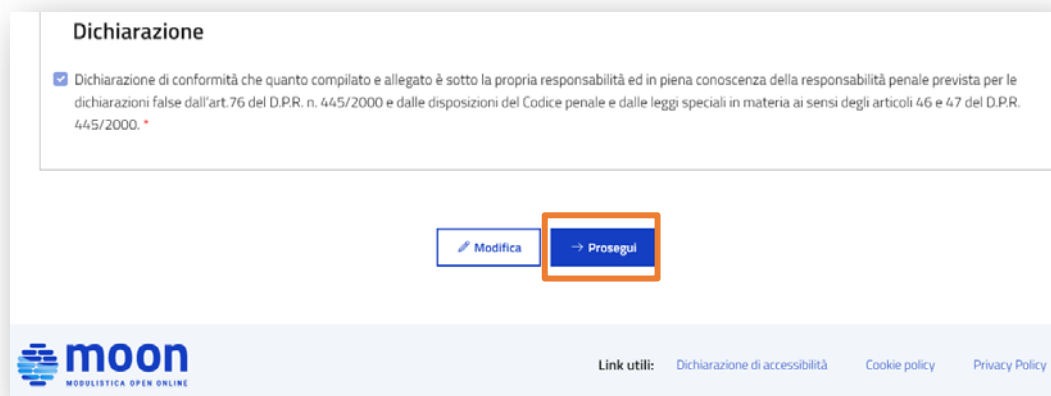 Dichiarazione
Dichiarazione di conformità che quanto compilato e allegato è sotto la propria responsabilità ed in piena conoscenza della responsabilità penale prevista per le
dichiarazioni false dall'art.76 del D.P.R. n. 445/2000 e dalle disposizioni del Codice penale e dalle leggi speciali in materia ai sensi degli articoli 46 e 47 del D.P.R.
445/2000. *
Modifica
→ Prosegui
moon
MODULISTICA OPEN ONLINE
Link utili: Dichiarazione di accessibilità Cookie policy Privacy Policy